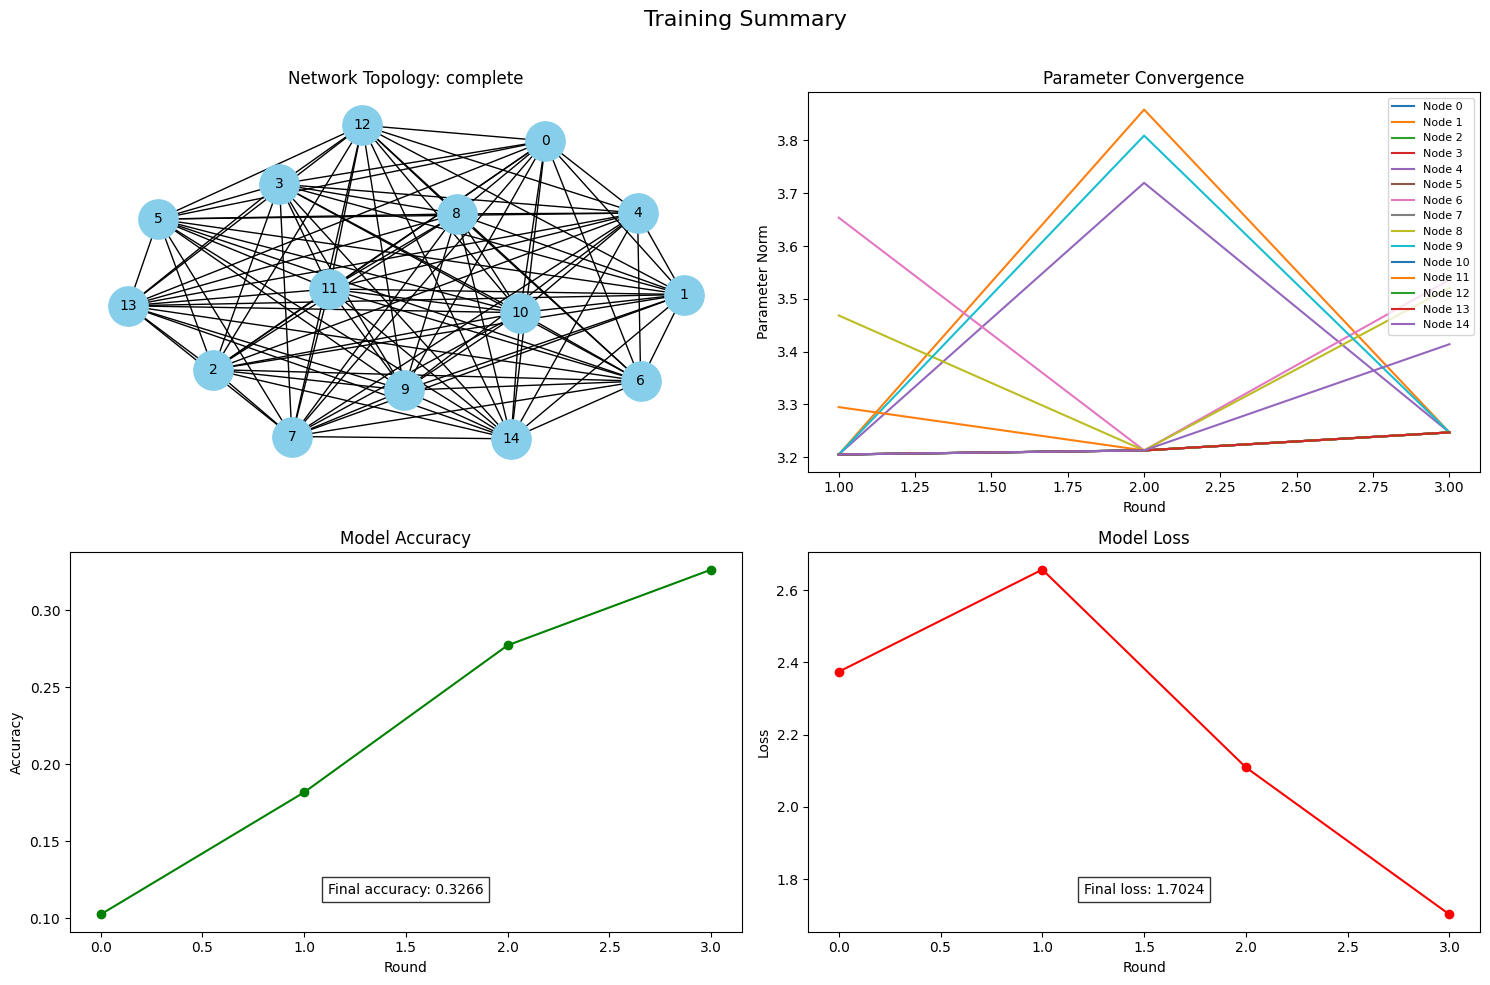 Training Summary
Network Topology: complete
12
0
3
5
8
4
11
13
1
10
2
6
9
7
14
Parameter Convergence
Parameter Norm
3.8
3.7
3.6
3.5
3.4
3.3
3.2
Node 0
Node 1
Node 2
Node 3
Node 4
Node 5
Node 6
Node 7
Node 8
Node 9
Node 10
Node 11
Node 12
Node 13
Node 14
1.00 1.25 1.50 1.75 2.00 2.25 2.50 2.75 3.00
Round
Model Accuracy
Accuracy
0.30
0.25
0.20
0.15
0.10
Final accuracy: 0.3266
0.0 0.5 1.0 1.5 2.0 2.5 3.0
Round
Model Loss
Loss
2.6
2.4
2.2
2.0
1.8
Final loss: 1.7024
0.0 0.5 1.0 1.5 2.0 2.5 3.0
Round